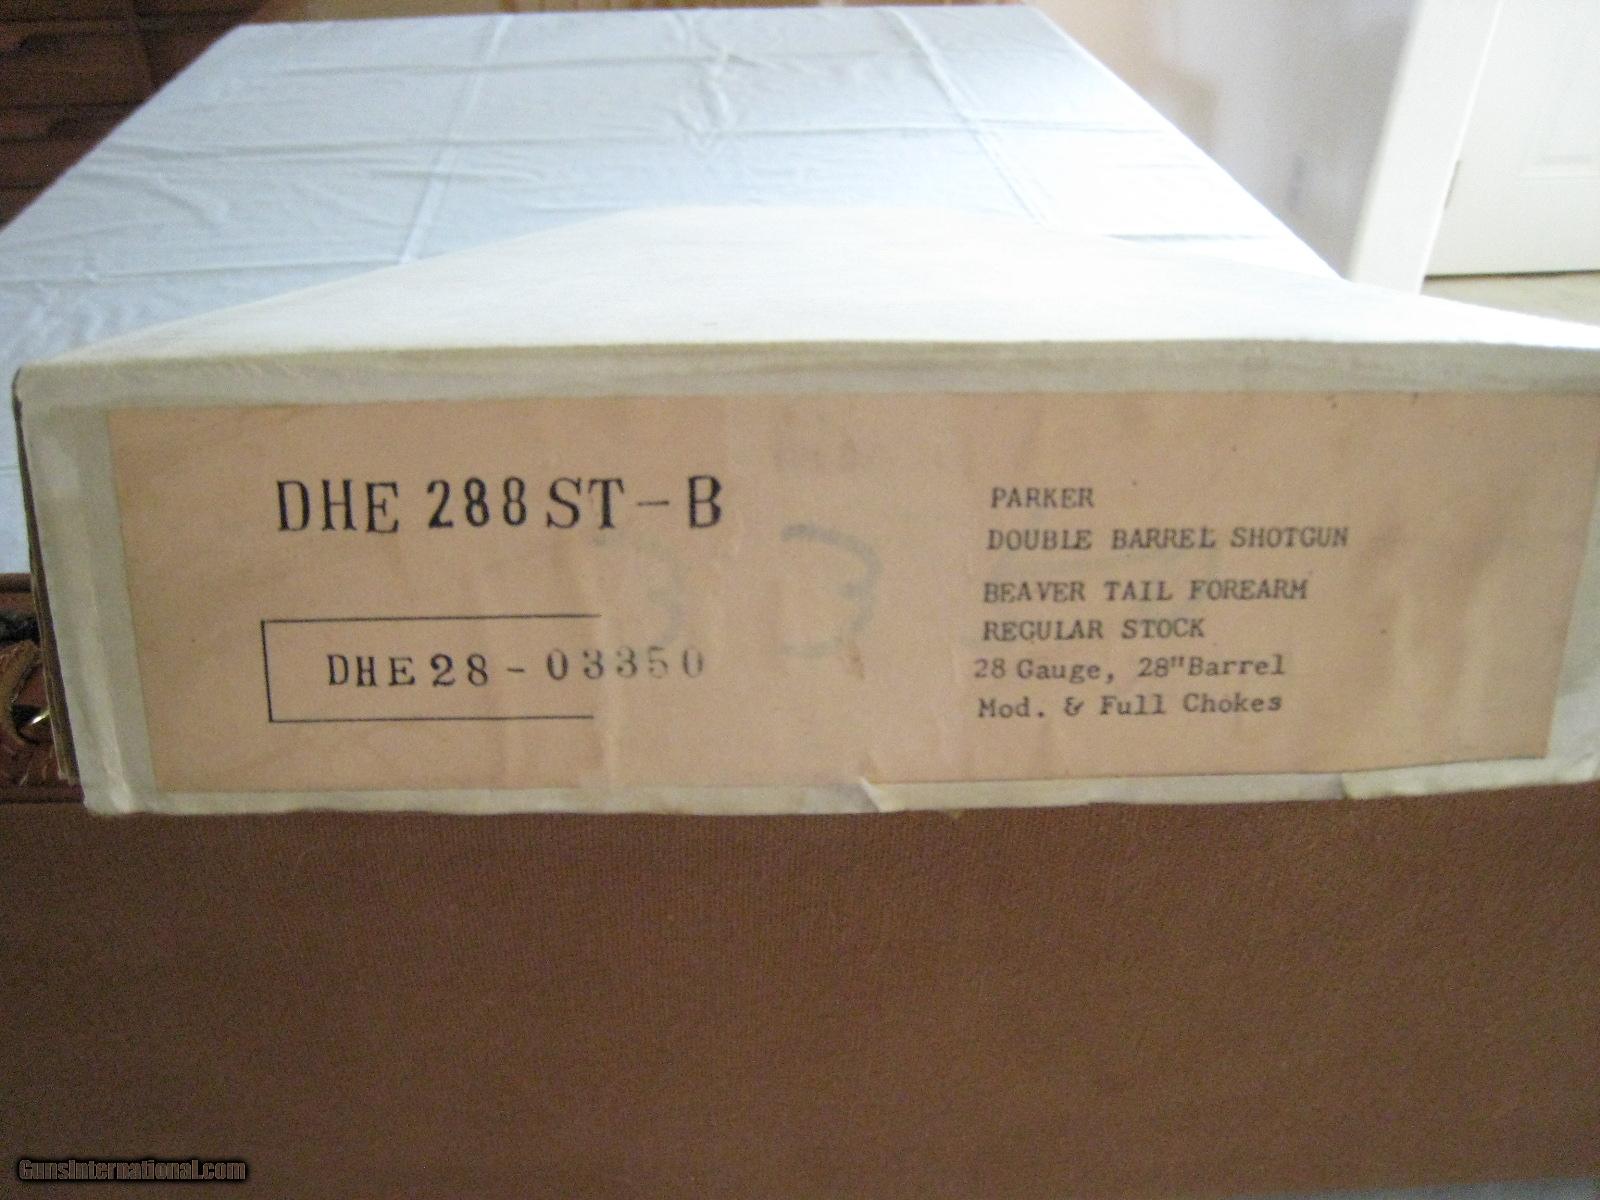 DHE 288 ST-B
DHE 28 - 03350
PARKER
DOUBLE BARREL SHOTGUN
BEAVER TAIL FOREARM
REGULAR STOCK
28 Gauge, 28" Barrel
Mod. & Full Chokes
GunsInternational.com